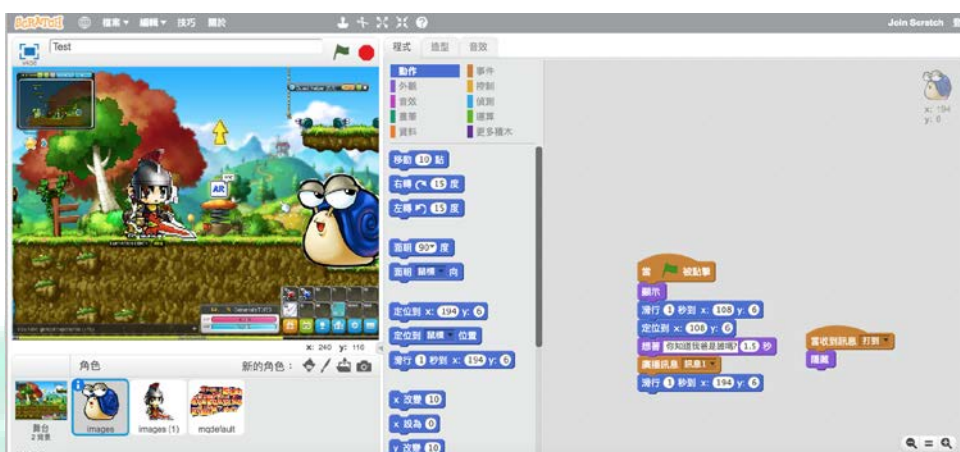 SCRATCH 檔案 編輯 技巧 關於
Join Scratch
Test
程式 造型 音效
動作 事件
外觀 控制
音效 偵測
畫筆 運算
資料 更多積木
x: 194
y: 6
移動 10 點
右轉 15 度
左轉 15 度
面朝 90 度
面朝 鼠標 向
定位到 x: 194 y: 6
定位到 鼠標 位置
滑行 1 秒到 x: 194 y: 6
x 改變 10
x 設為 0
y 改變 10
當 被點擊
顯示
滑行 1 秒到 x: 108 y: 6
定位到 x: 108 y: 6
想著 你知道我爸是誰嗎? 1.5 秒
廣播訊息 訊息1
滑行 1 秒到 x: 194 y: 6
當收到訊息 打到
隱藏
AR
x: 240 y: 116
角色 新的角色：
舞台
2 背景
images
images (1)
mqdefault